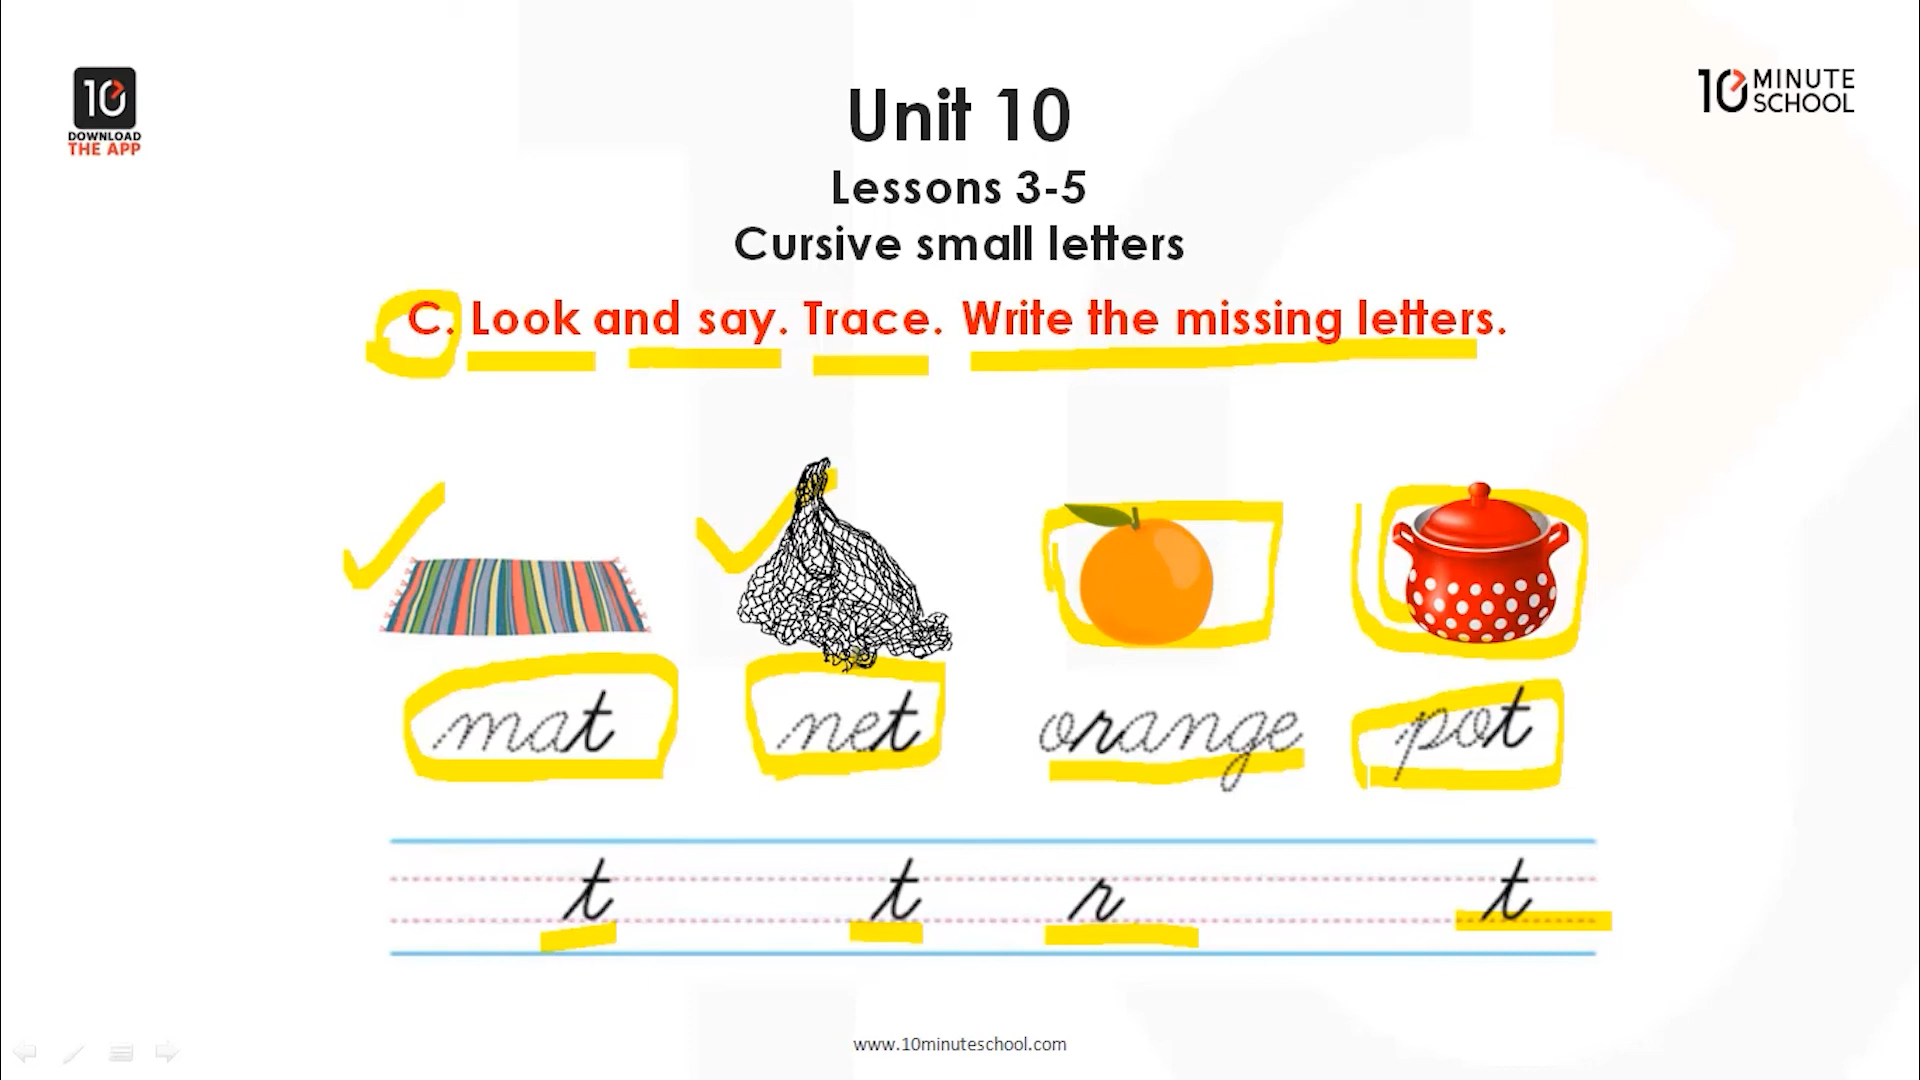 10
DOWNLOAD
THE APP
10 MINUTE
SCHOOL
Unit 10
Lessons 3-5
Cursive small letters
C. Look and say. Trace. Write the missing letters.
mat net orange pot
t t r t
www.10minuteschool.com